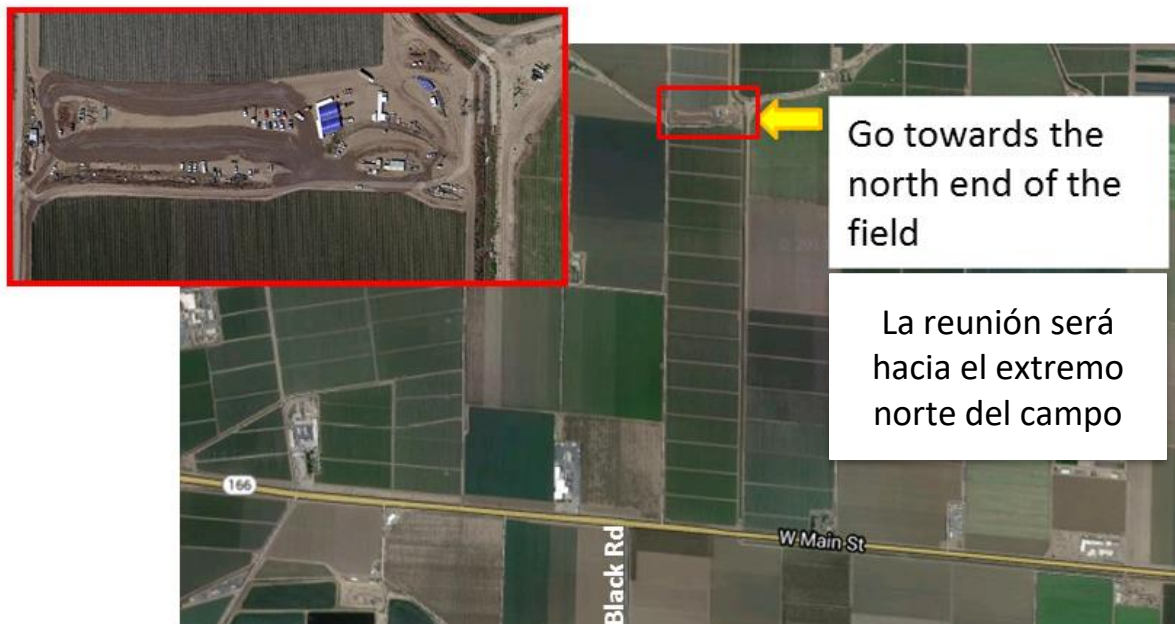 Go towards the
north end of the
field
La reunión será
hacia el extremo
norte del campo
166
W Main St
Black Rd